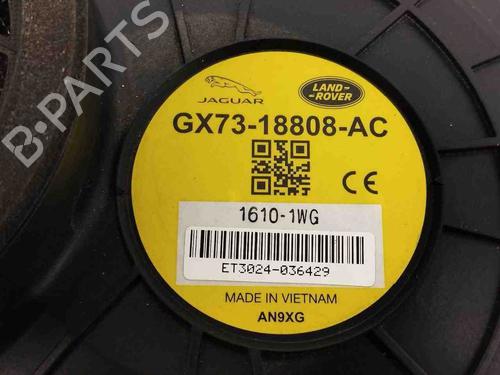 B-PARTS
JAGUAR
LAND-
ROVER
GX73-18808-AC
CE
1610-1WG
ET3024-036429
MADE IN VIETNAM
AN9XG